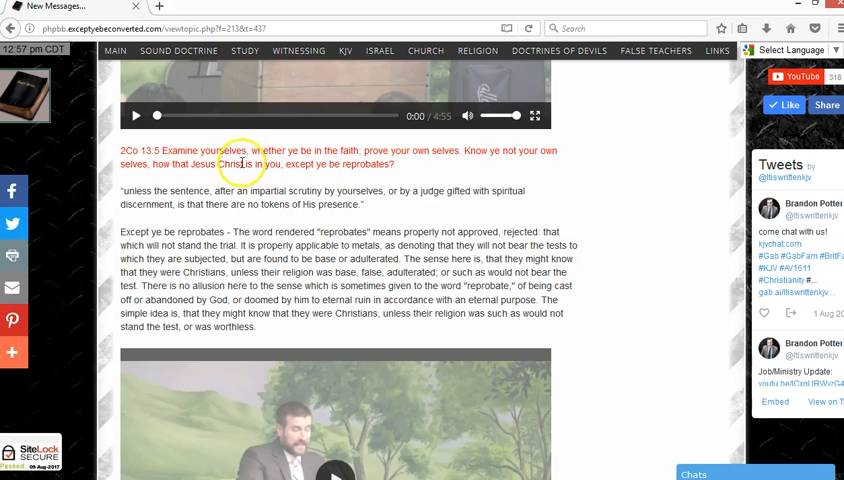 New Messages...
phpbb.exceptyebeconverted.com/viewtopic.php?f=213&t=437
Search
12:57 pm CDT
MAIN SOUND DOCTRINE STUDY WITNESSING KJV ISRAEL CHURCH RELIGION DOCTRINES OF DEVILS FALSE TEACHERS LINKS
Select Language
YouTube 318
Like Share
0:00 / 4:55
2Co 13:5 Examine yourselves, whether ye be in the faith; prove your own selves. Know ye not your own
selves, how that Jesus Christ is in you, except ye be reprobates?
"unless the sentence, after an impartial scrutiny by yourselves, or by a judge gifted with spiritual
discernment, is that there are no tokens of His presence."
Except ye be reprobates - The word rendered "reprobates" means properly not approved, rejected: that
which will not stand the trial. It is properly applicable to metals, as denoting that they will not bear the tests to
which they are subjected, but are found to be base or adulterated. The sense here is, that they might know
that they were Christians, unless their religion was base, false, adulterated; or such as would not bear the
test. There is no allusion here to the sense which is sometimes given to the word "reprobate," of being cast
off or abandoned by God, or doomed by him to eternal ruin in accordance with an eternal purpose. The
simple idea is, that they might know that they were Christians, unless their religion was such as would not
stand the test, or was worthless.
Tweets by
@Itiswrittenkjv
Brandon Potter
@Itiswrittenkjv
come chat with us!
kjvchat.com
#Gab #GabFam #BritFa
#KJV #AV1611
#Christianity #...
gab.ai/Itiswrittenkjv...
1 Aug 20
Brandon Potter
@Itiswrittenkjv
Job/Ministry Update:
Embed View on T
SiteLock
SECURE
Passed 09-Aug-2017
Chats